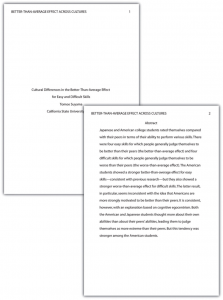 BETTER-THAN-AVERAGE EFFECT ACROSS CULTURES 1
Cultural Differences in the Better-Than-Average Effect
for Easy and Difficult Skills
California State University
BETTER-THAN-AVERAGE EFFECT ACROSS CULTURES 2
Abstract
Japanese and American college students rated themselves compared
with their peers in terms of their ability to perform various skills. There
were four easy skills for which people generally judge themselves to
be better than their peers (the better-than-average effect) and four
difficult skills for which people generally judge themselves to be
worse than their peers (the worse-than-average effect). The American
students showed a stronger better-than-average effect for easy
skills—consistent with previous research—but they also showed a
stronger worse-than-average effect for difficult skills. The latter result,
in particular, seems inconsistent with the idea that Americans are
more strongly motivated to be better than their peers. It is consistent,
however, with an explanation based on cognitive egocentrism. Both
the American and Japanese students thought more about their own
abilities than about their peers' abilities, leading them to judge
themselves as more extreme than their peers. But this tendency was
stronger among the American students.